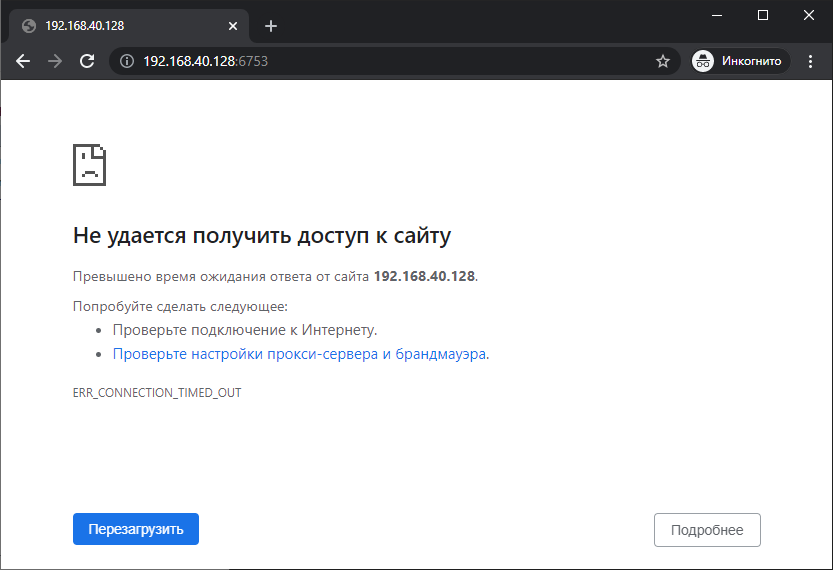 192.168.40.128
192.168.40.128:6753
Инкогнито
Не удается получить доступ к сайту
Превышено время ожидания ответа от сайта 192.168.40.128.
Попробуйте сделать следующее:
• Проверьте подключение к Интернету.
• Проверьте настройки прокси-сервера и брандмауэра.
ERR_CONNECTION_TIMED_OUT
Перезагрузить
Подробнее